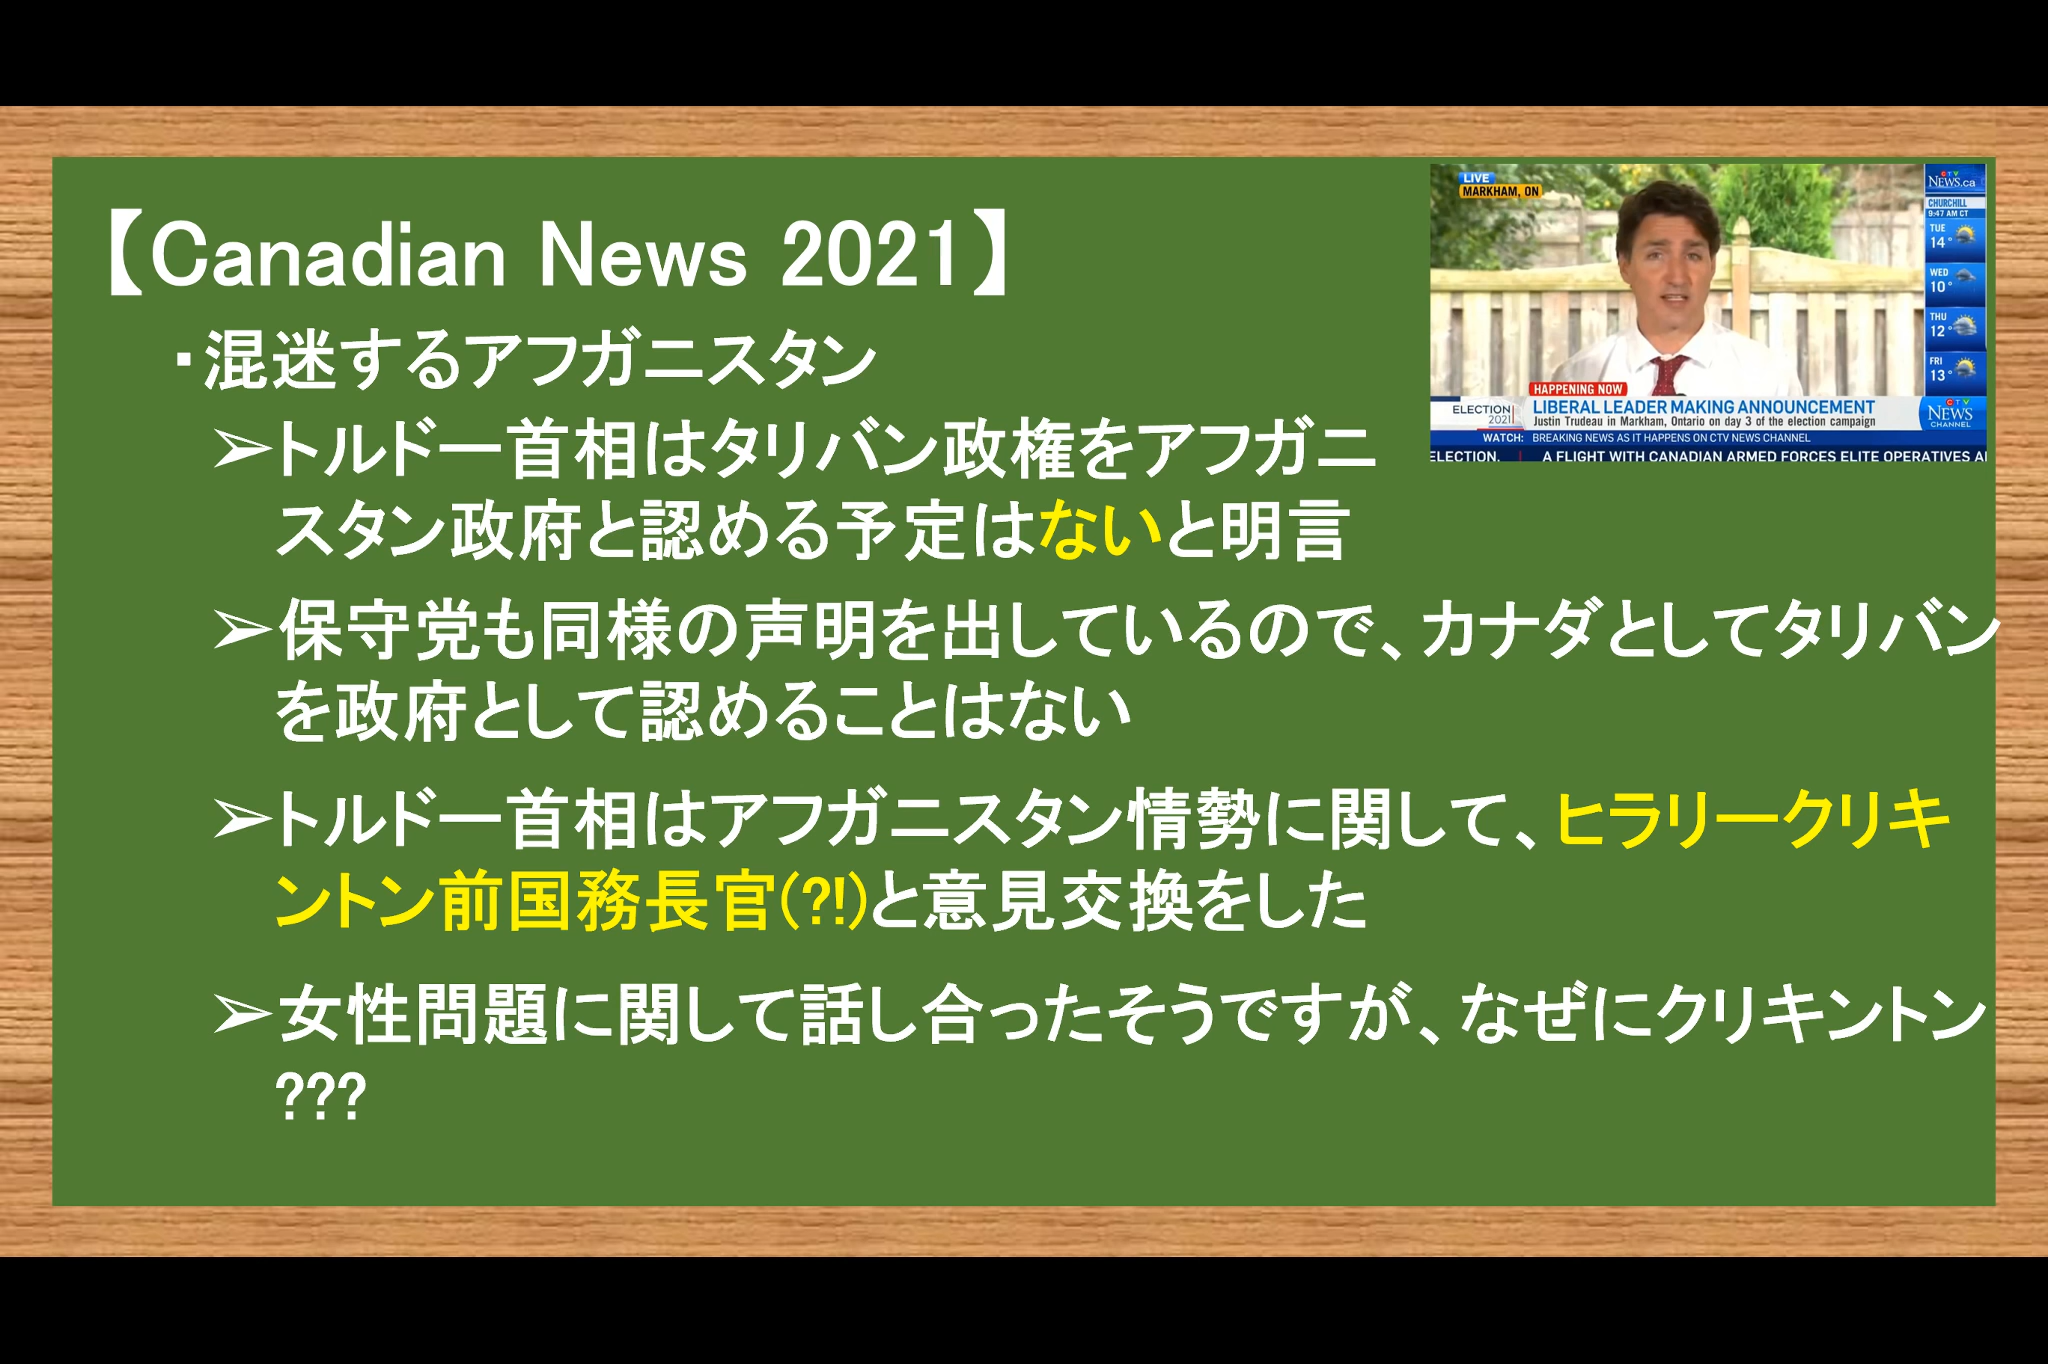 【Canadian News 2021】
・混迷するアフガニスタン
➢トルドー首相はタリバン政権をアフガニ
スタン政府と認める予定はないと明言
➢保守党も同様の声明を出しているので、カナダとしてタリバン
を政府として認めることはない
➢トルドー首相はアフガニスタン情勢に関して、ヒラリークリキ
ントン前国務長官(?!)と意見交換をした
➢女性問題に関して話し合ったそうですが、なぜにクリキントン
???
LIVE
MARKHAM, ON
CTV
NEWS.ca
CHURCHILL
9:47 AM CT
TUE
14°
WED
10°
THU
12°
FRI
13°
HAPPENING NOW
ELECTION
2021
LIBERAL LEADER MAKING ANNOUNCEMENT
Justin Trudeau in Markham, Ontario on day 3 of the election campaign
CTV
NEWS
CHANNEL
WATCH: BREAKING NEWS AS IT HAPPENS ON CTV NEWS CHANNEL
ELECTION. | A FLIGHT WITH CANADIAN ARMED FORCES ELITE OPERATIVES